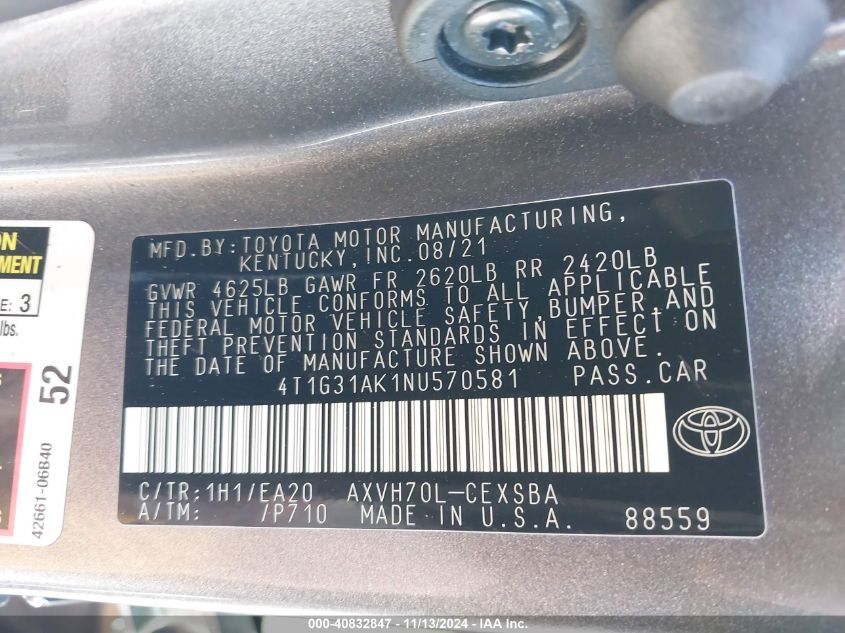 MFD. BY: TOYOTA MOTOR MANUFACTURING,
KENTUCKY, INC. 08/21
GVWR 4625LB GAWR FR 2620LB RR 2420LB
THIS VEHICLE CONFORMS TO ALL APPLICABLE
FEDERAL MOTOR VEHICLE SAFETY, BUMPER, AND
THEFT PREVENTION STANDARDS IN EFFECT ON
THE DATE OF MANUFACTURE SHOWN ABOVE.
4T1G31AK1NU570581 PASS. CAR
C/TR: 1H1/EA20 AXVH70L-CEXSBA
A/TM: /P710 MADE IN U.S.A. 88559
E: 3
lbs.
52
42661-06B40
000-40832847 - 11/13/2024 - IAA Inc.